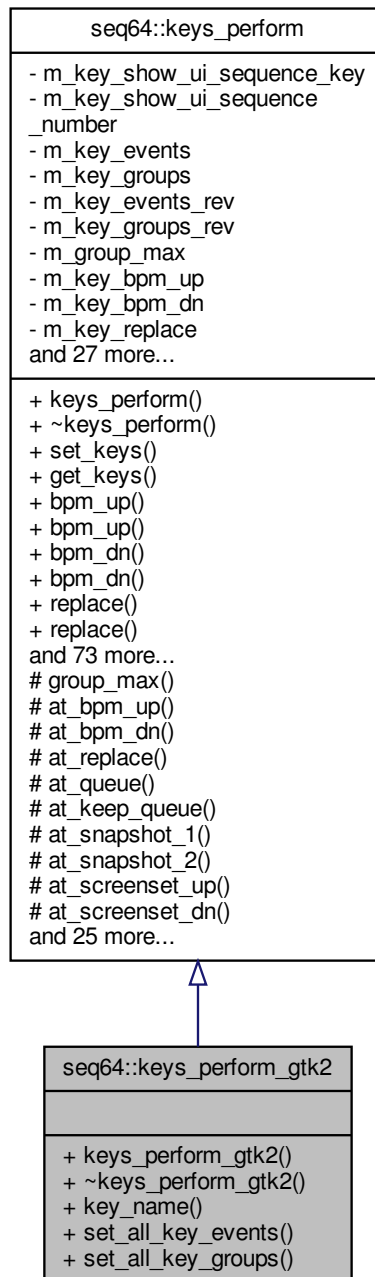 seq64::keys_perform
- m_key_show_ui_sequence_key
- m_key_show_ui_sequence
_number
- m_key_events
- m_key_groups
- m_key_events_rev
- m_key_groups_rev
- m_group_max
- m_key_bpm_up
- m_key_bpm_dn
- m_key_replace
and 27 more...
+ keys_perform()
+ ~keys_perform()
+ set_keys()
+ get_keys()
+ bpm_up()
+ bpm_up()
+ bpm_dn()
+ bpm_dn()
+ replace()
+ replace()
and 73 more...
# group_max()
# at_bpm_up()
# at_bpm_dn()
# at_replace()
# at_queue()
# at_keep_queue()
# at_snapshot_1()
# at_snapshot_2()
# at_screenset_up()
# at_screenset_dn()
and 25 more...
seq64::keys_perform_gtk2
+ keys_perform_gtk2()
+ ~keys_perform_gtk2()
+ key_name()
+ set_all_key_events()
+ set_all_key_groups()